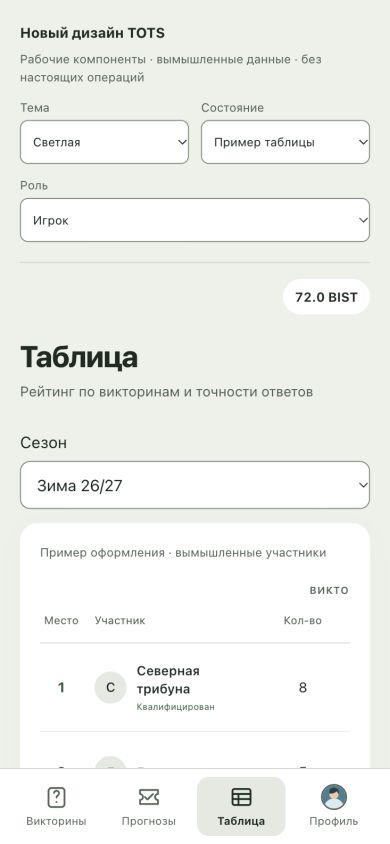 Новый дизайн TOTS
Рабочие компоненты · вымышленные данные · без
настоящих операций
Тема
Состояние
Светлая
Пример таблицы
Роль
Игрок
72.0 BIST
Таблица
Рейтинг по викторинам и точности ответов
Сезон
Зима 26/27
Пример оформления · вымышленные участники
ВИКТО
Место Участник Кол-во
1 С Северная 8
трибуна
Квалифицирован
Викторины Прогнозы Таблица Профиль